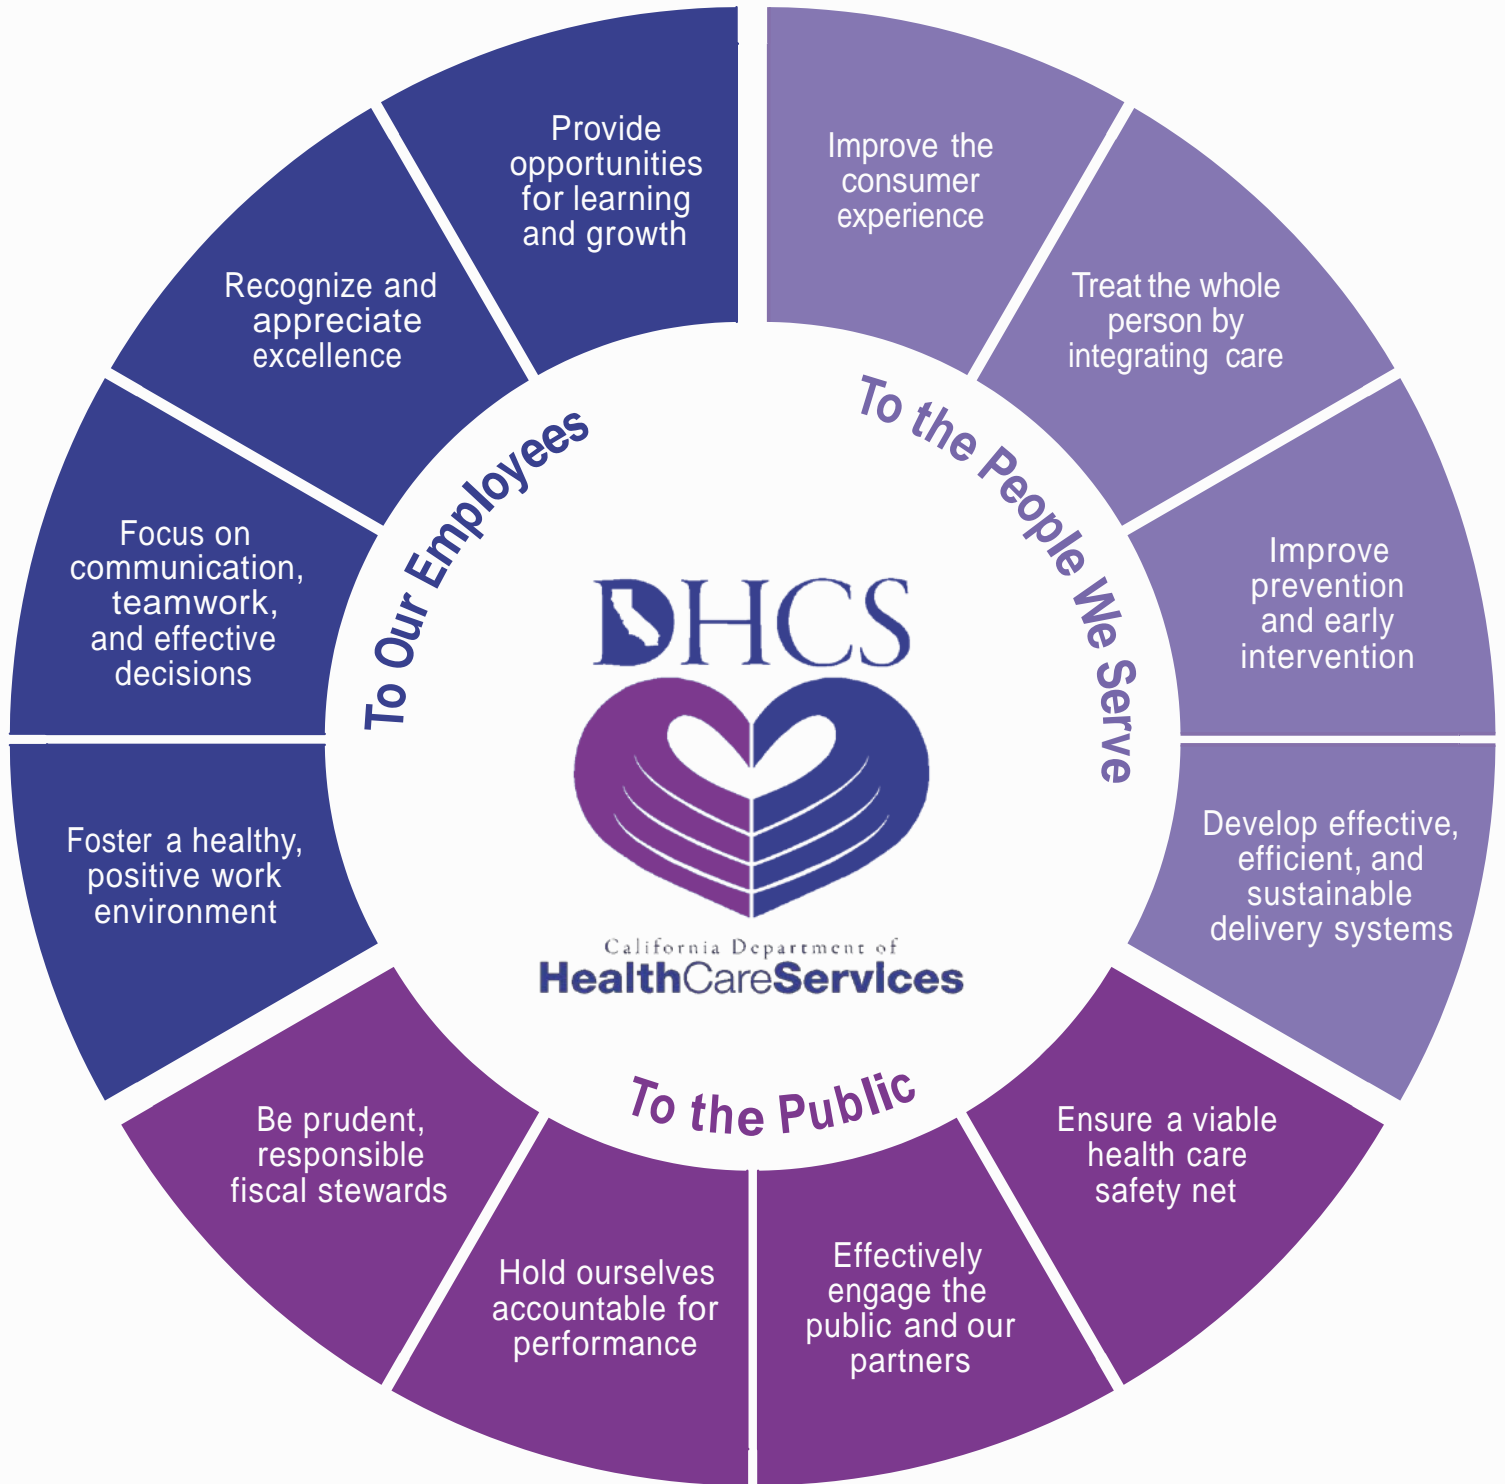 Provide
opportunities
for learning
and growth
Improve the
consumer
experience
Recognize and
appreciate
excellence
Treat the whole
person by
integrating care
Focus on
communication,
teamwork,
and effective
decisions
Improve
prevention
and early
intervention
Foster a healthy,
positive work
environment
Develop effective,
efficient, and
sustainable
delivery systems
Be prudent,
responsible
fiscal stewards
Ensure a viable
health care
safety net
Hold ourselves
accountable for
performance
Effectively
engage the
public and our
partners
To Our Employees
To the People We Serve
To the Public
DHCS
California Department of
HealthCareServices